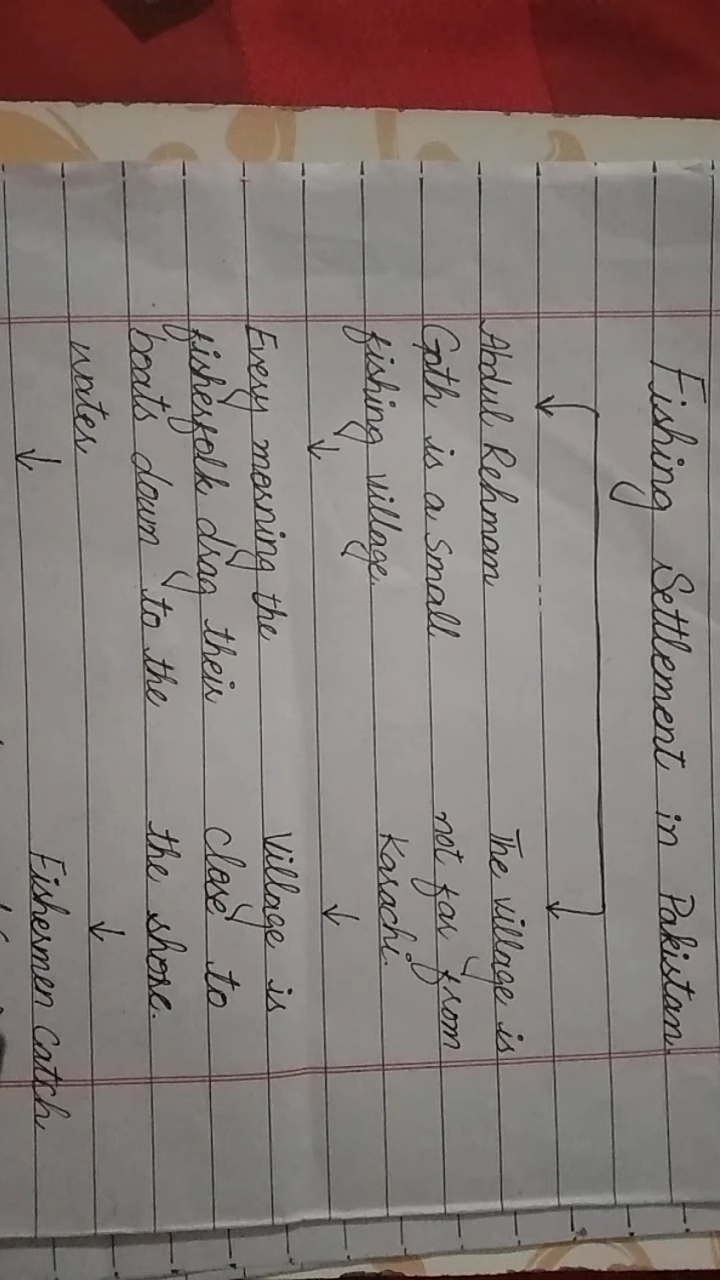 Fishing Settlement in Pakistan.
Abdul Rehman The village is
Goth is a Small not far from
fishing village. Karachi.
Every morning the Village is
fisherfolk drag their close to
boats down to the the shore.
water.
Fishermen Catch